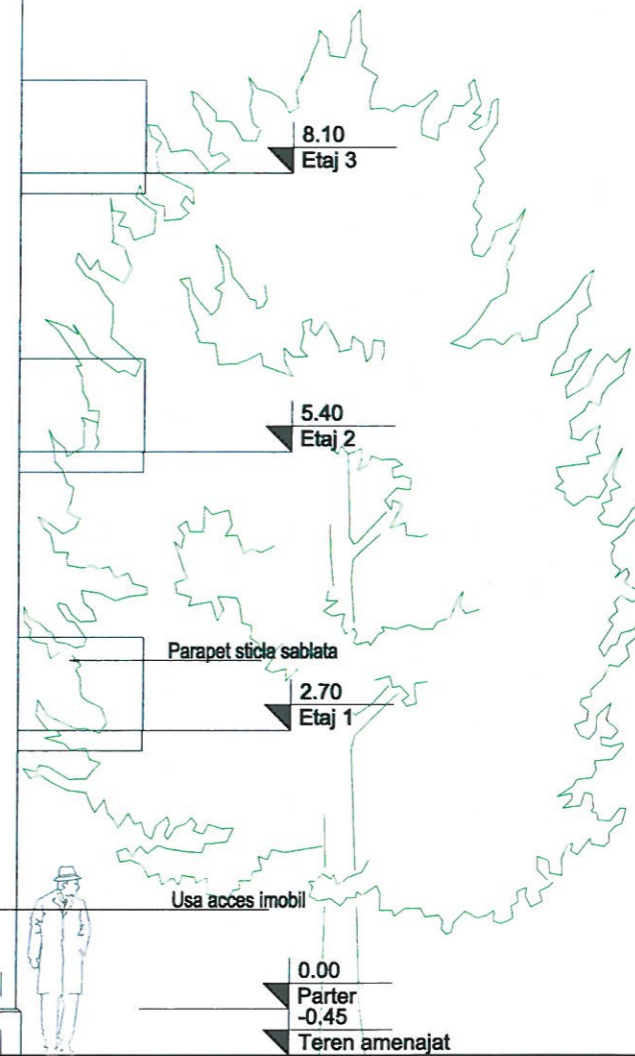 8.10
Etaj 3
5.40
Etaj 2
Parapet sticla sablata
2.70
Etaj 1
Usa acces imobil
0.00
Parter
-0.45
Teren amenajat